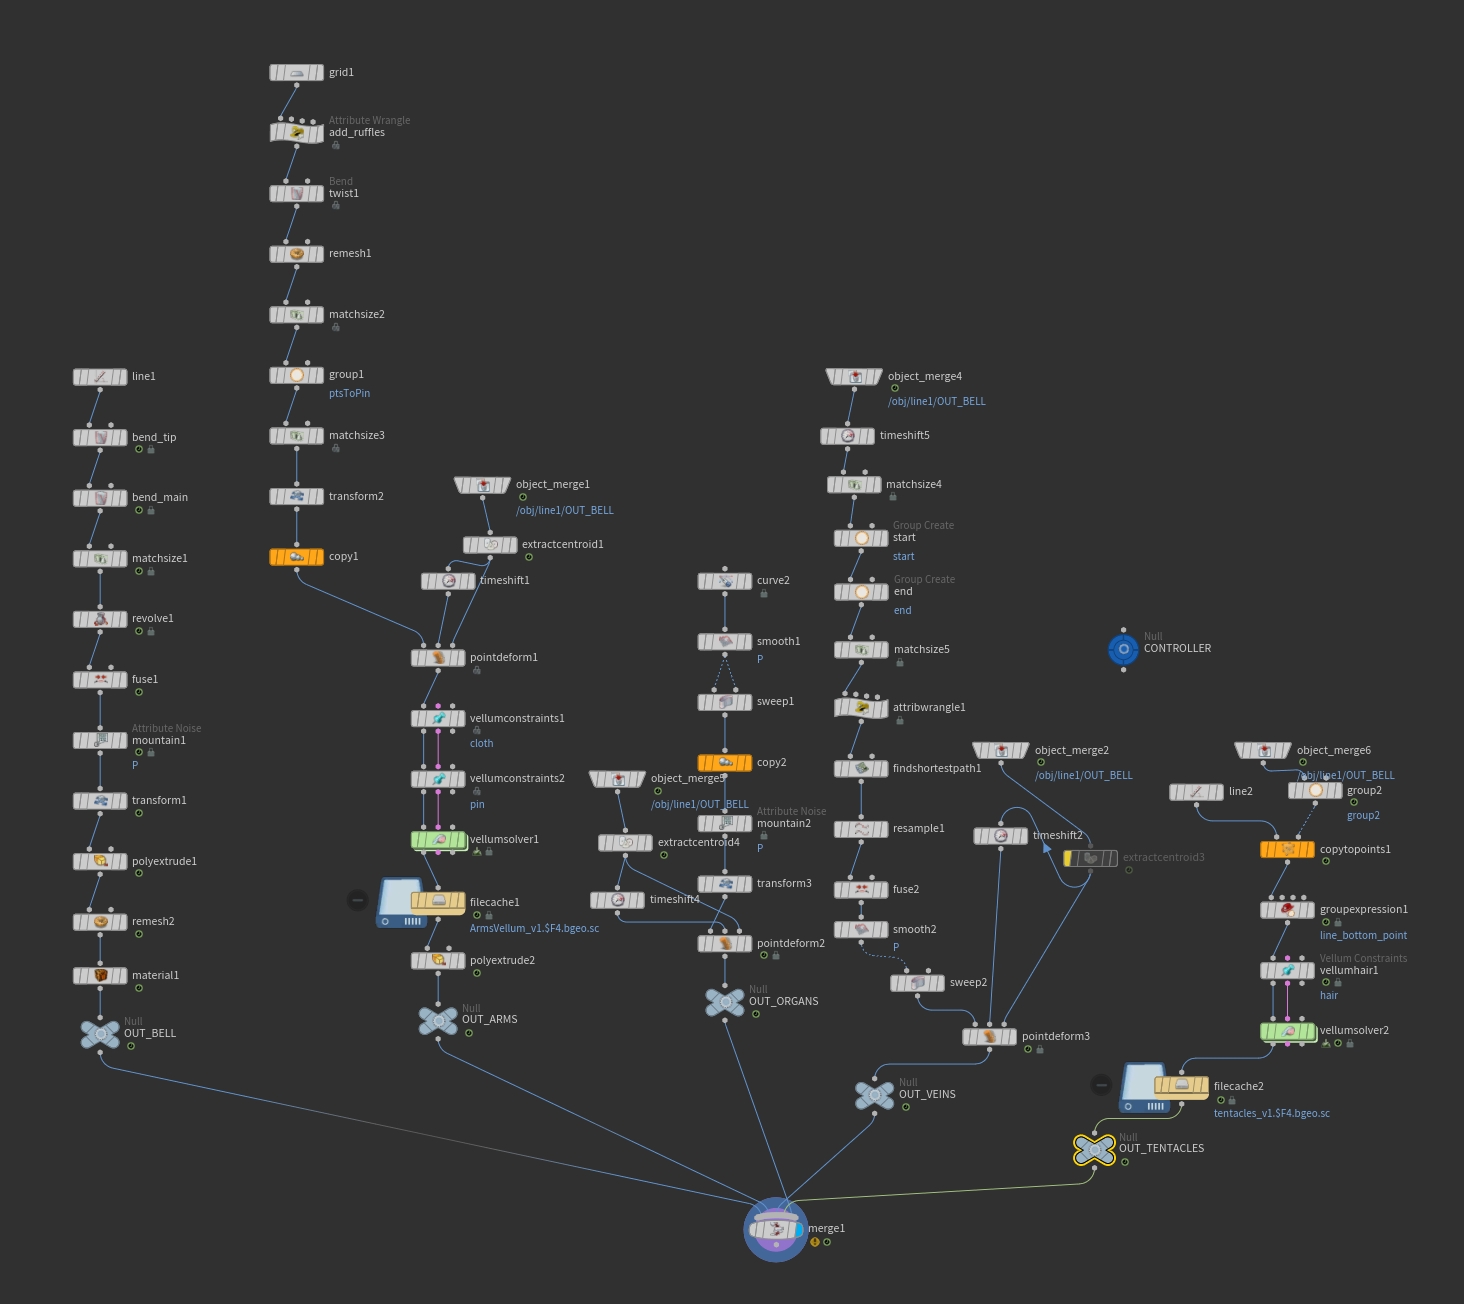 grid1
Attribute Wrangle
add_ruffles
Bend
twist1
remesh1
matchsize2
group1
ptsToPin
matchsize3
transform2
copy1
line1
bend_tip
bend_main
matchsize1
revolve1
fuse1
Attribute Noise
mountain1
P
transform1
polyextrude1
remesh2
material1
Null
OUT_BELL
object_merge1
/obj/line1/OUT_BELL
extractcentroid1
timeshift1
pointdeform1
vellumconstraints1
cloth
vellumconstraints2
pin
vellumsolver1
filecache1
ArmsVellum_v1.$F4.bgeo.sc
polyextrude2
Null
OUT_ARMS
curve2
smooth1
P
sweep1
copy2
object_merge5
/obj/line1/OUT_BELL
Attribute Noise
mountain2
P
extractcentroid4
transform3
timeshift4
pointdeform2
Null
OUT_ORGANS
object_merge4
/obj/line1/OUT_BELL
timeshift5
matchsize4
Group Create
start
start
Group Create
end
end
matchsize5
attribwrangle1
findshortestpath1
resample1
fuse2
smooth2
P
sweep2
object_merge2
/obj/line1/OUT_BELL
timeshift2
extractcentroid3
pointdeform3
Null
OUT_VEINS
Null
CONTROLLER
object_merge6
/obj/line1/OUT_BELL
line2
group2
group2
copytopoints1
groupexpression1
line_bottom_point
Vellum Constraints
vellumhair1
hair
vellumsolver2
filecache2
tentacles_v1.$F4.bgeo.sc
Null
OUT_TENTACLES
merge1